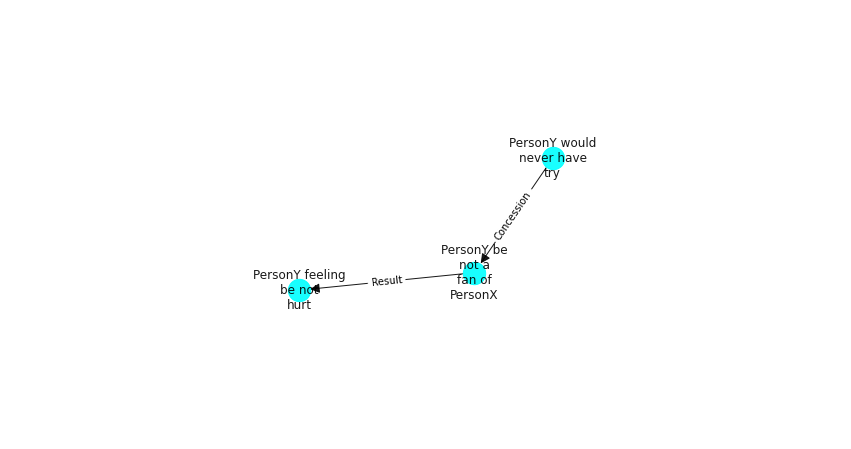 PersonY would
never have
try
Concession
PersonY be
not a
fan of
PersonX
Result
PersonY feeling
be not
hurt